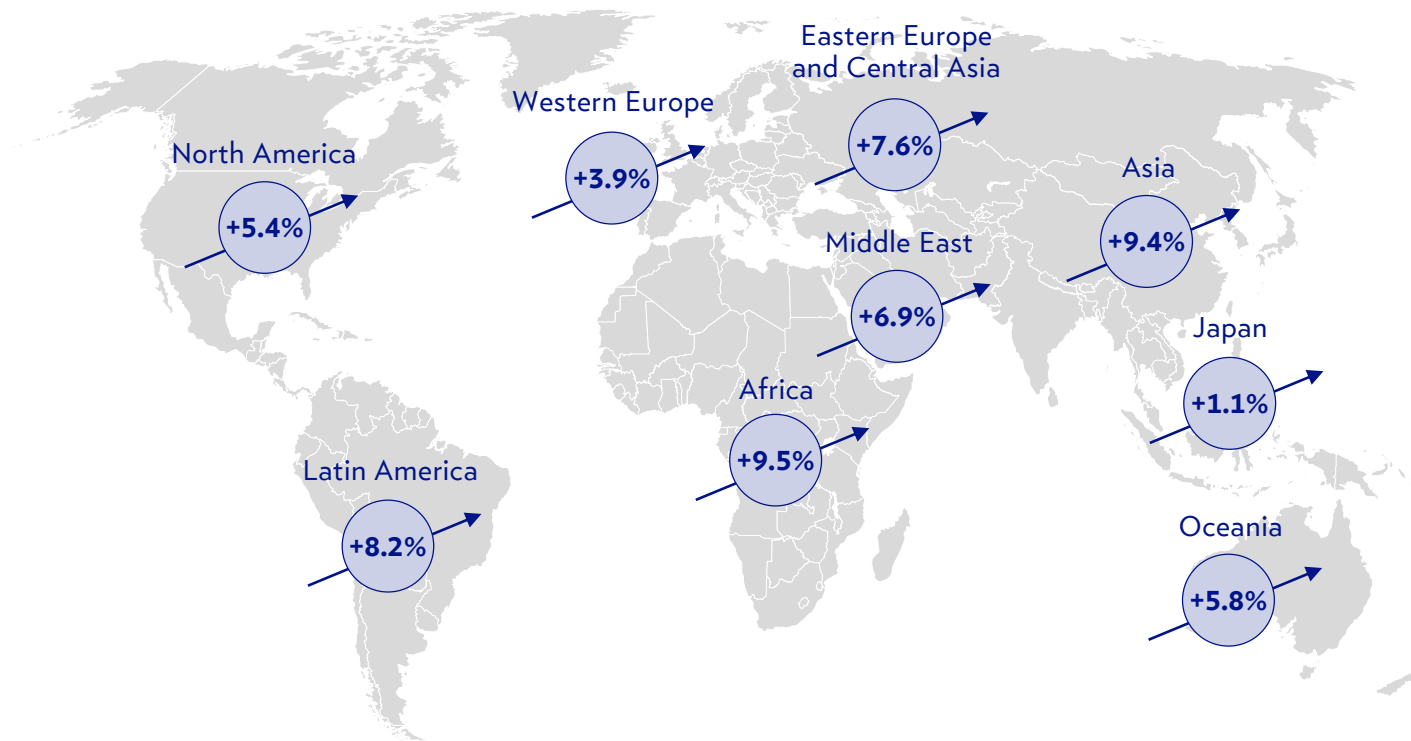 Eastern Europe
and Central Asia
+7.6%
Western Europe
+3.9%
North America
+5.4%
Asia
+9.4%
Middle East
+6.9%
Japan
+1.1%
Africa
+9.5%
Latin America
+8.2%
Oceania
+5.8%